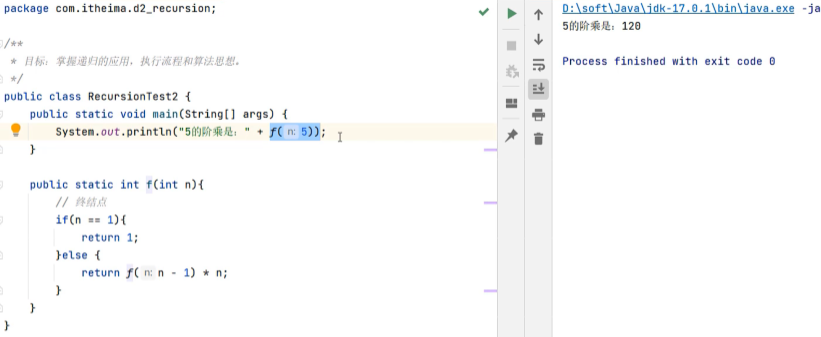 package com.itheima.d2_recursion;
/**
 * 目标：掌握递归的应用，执行流程和算法思想。
 */
public class RecursionTest2 {
    public static void main(String[] args) {
        System.out.println("5的阶乘是：" + f( n: 5));
    }
    public static int f(int n){
        // 终结点
        if(n == 1){
            return 1;
        }else {
            return f( n: n - 1) * n;
        }
    }
}
D:\soft\Java\jdk-17.0.1\bin\java.exe -ja
5的阶乘是：120
Process finished with exit code 0